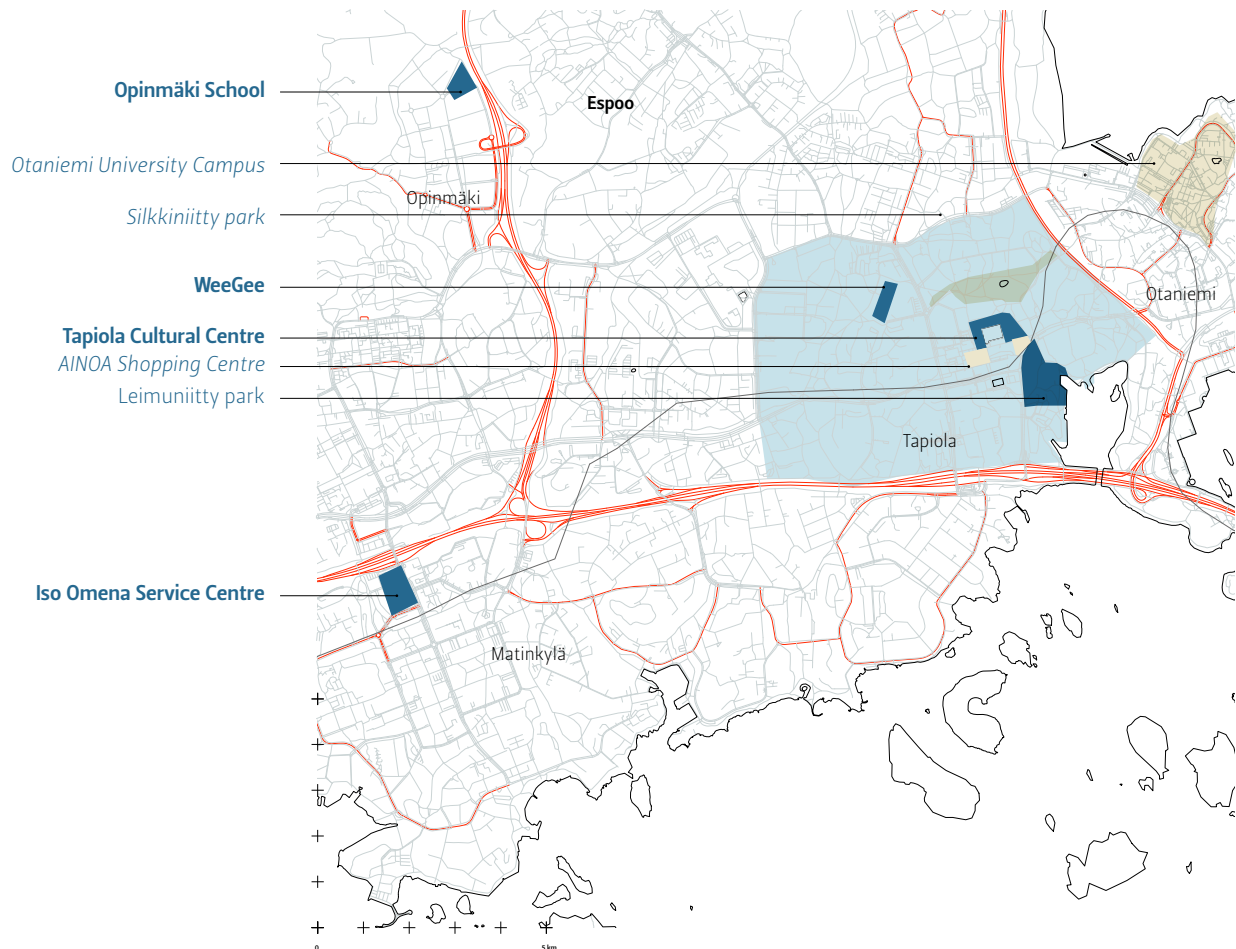 Opinmäki School
Espoo
Otaniemi University Campus
Opinmäki
Silkkiniitty park
WeeGee
Otaniemi
Tapiola Cultural Centre
AINOA Shopping Centre
Leimuniitty park
Tapiola
Iso Omena Service Centre
Matinkylä
0
5 km